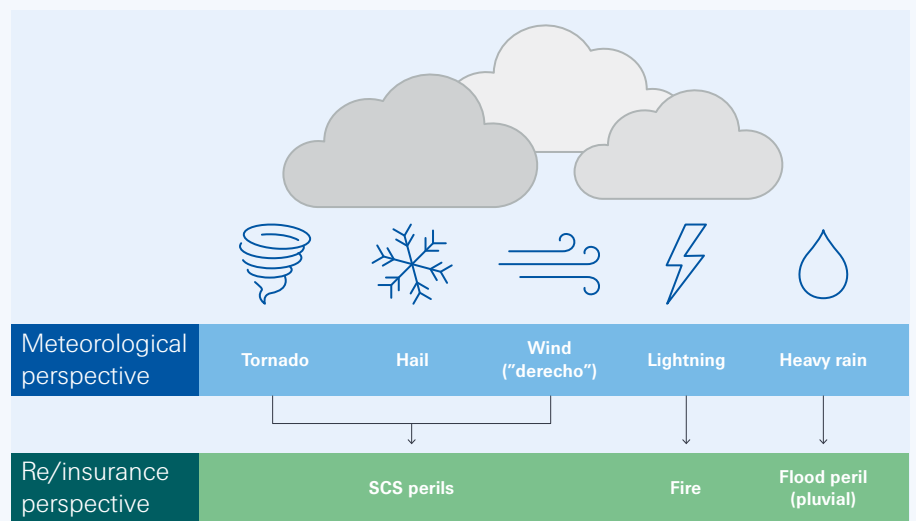 Meteorological
perspective
Tornado
Hail
Wind
(”derecho”)
Lightning
Heavy rain
Re/insurance
perspective
SCS perils
Fire
Flood peril
(pluvial)